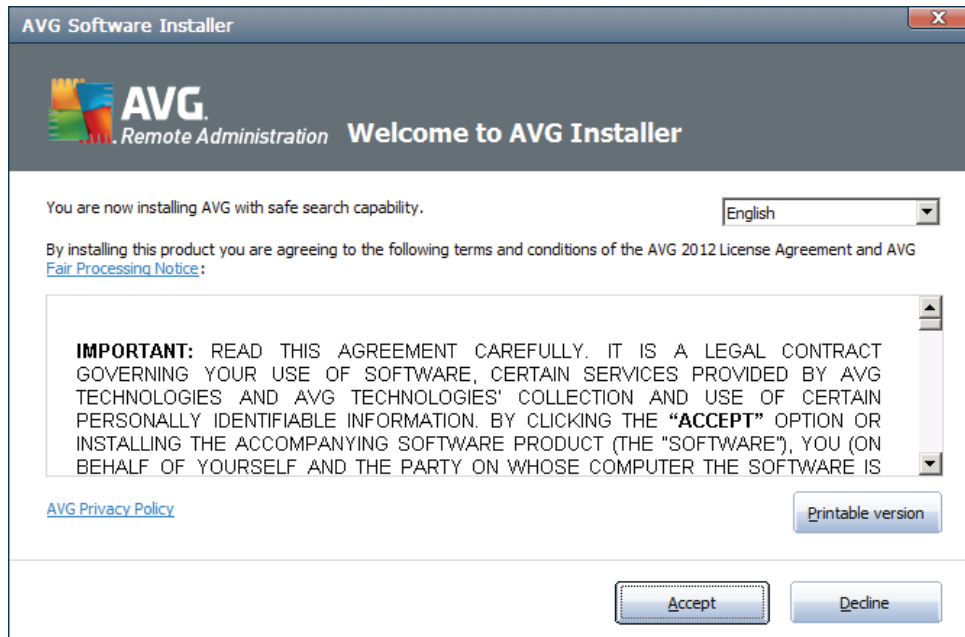 AVG Software Installer
AVG.
Remote Administration
Welcome to AVG Installer
You are now installing AVG with safe search capability.
English
By installing this product you are agreeing to the following terms and conditions of the AVG 2012 License Agreement and AVG
Fair Processing Notice:
IMPORTANT: READ THIS AGREEMENT CAREFULLY. IT IS A LEGAL CONTRACT
GOVERNING YOUR USE OF SOFTWARE, CERTAIN SERVICES PROVIDED BY AVG
TECHNOLOGIES AND AVG TECHNOLOGIES' COLLECTION AND USE OF CERTAIN
PERSONALLY IDENTIFIABLE INFORMATION. BY CLICKING THE “ACCEPT” OPTION OR
INSTALLING THE ACCOMPANYING SOFTWARE PRODUCT (THE "SOFTWARE"), YOU (ON
BEHALF OF YOURSELF AND THE PARTY ON WHOSE COMPUTER THE SOFTWARE IS
AVG Privacy Policy
Printable version
Accept
Decline